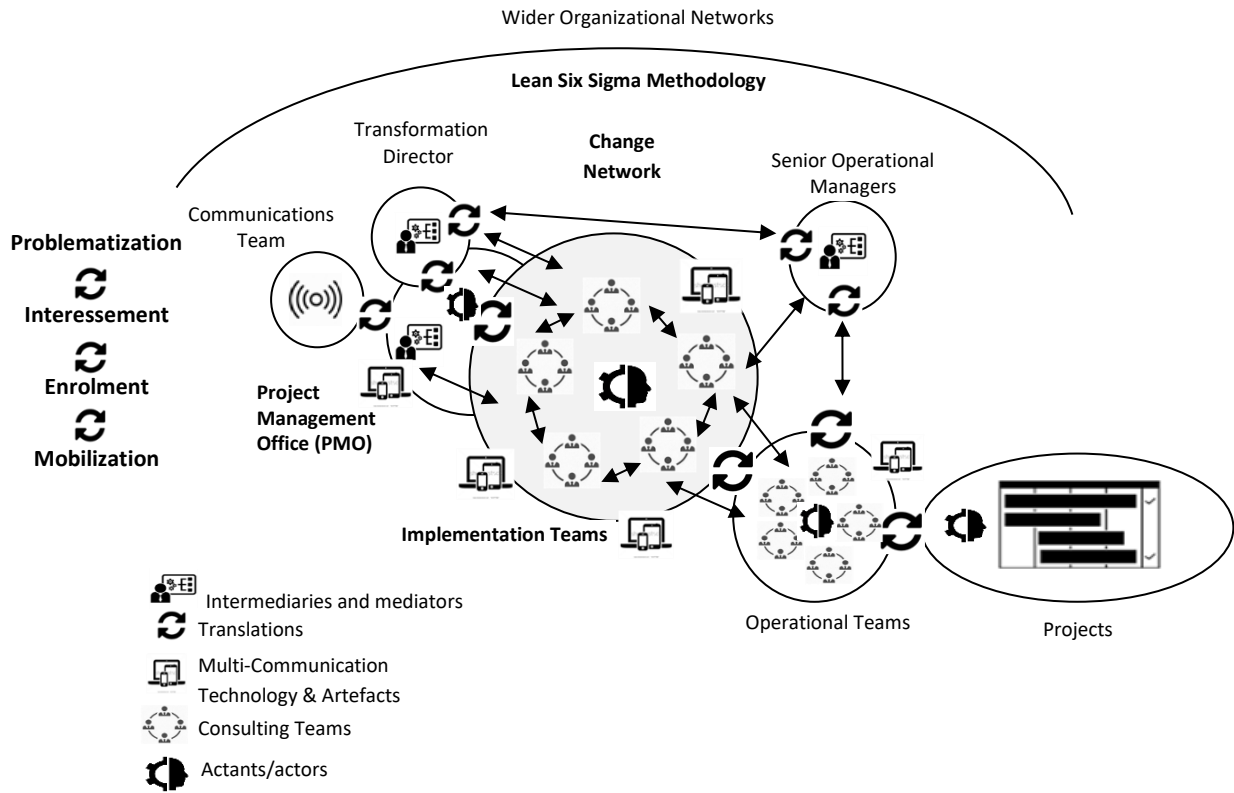 Wider Organizational Networks
Lean Six Sigma Methodology
Transformation
Director
Change
Network
Senior Operational
Managers
Communications
Team
Problematization
Interessement
Enrolment
Mobilization
Project
Management
Office (PMO)
Implementation Teams
Operational Teams
Projects
Intermediaries and mediators
Translations
Multi-Communication
Technology & Artefacts
Consulting Teams
Actants/actors